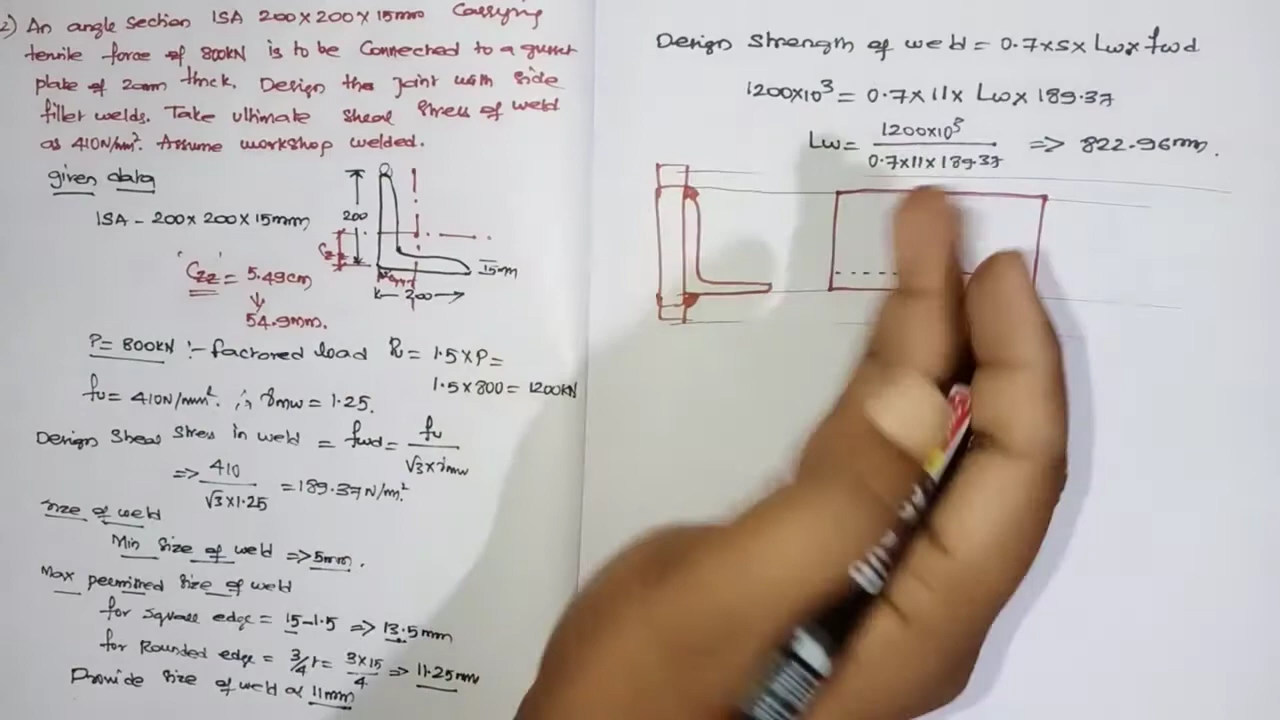 2) An angle section ISA 200×200×15mm Carrying
tensile force of 800kN is to be Connected to a gusset
plate of 20mm thick. Design the joint with side
fillet welds. Take ultimate shear stress of weld
as 410N/mm². Assume workshop welded.
given data
ISA - 200×200×15mm
200
Czz
15mm
200
'Czz' = 5.49cm
54.9mm.
P= 800KN :- factored load Pu = 1.5×P=
1.5×800= 1200KN
fu= 410N/mm². ; γmw = 1.25.
Design Shear Stress in weld = fwd= fu/√3×γmw
=> 410/√3×1.25 = 189.37N/m².
Size of weld
Min size of weld => 5mm.
Max permitted size of weld
for square edge = 15-1.5 => 13.5mm
for Rounded edge = 3/4 t = 3×15/4 => 11.25mm
Provide size of weld as 11mm
Design Strength of weld = 0.7×S×Lw×fwd
1200×10³ = 0.7×11×Lw×189.37
Lw= 1200×10³/0.7×11×189.37 => 822.96mm.